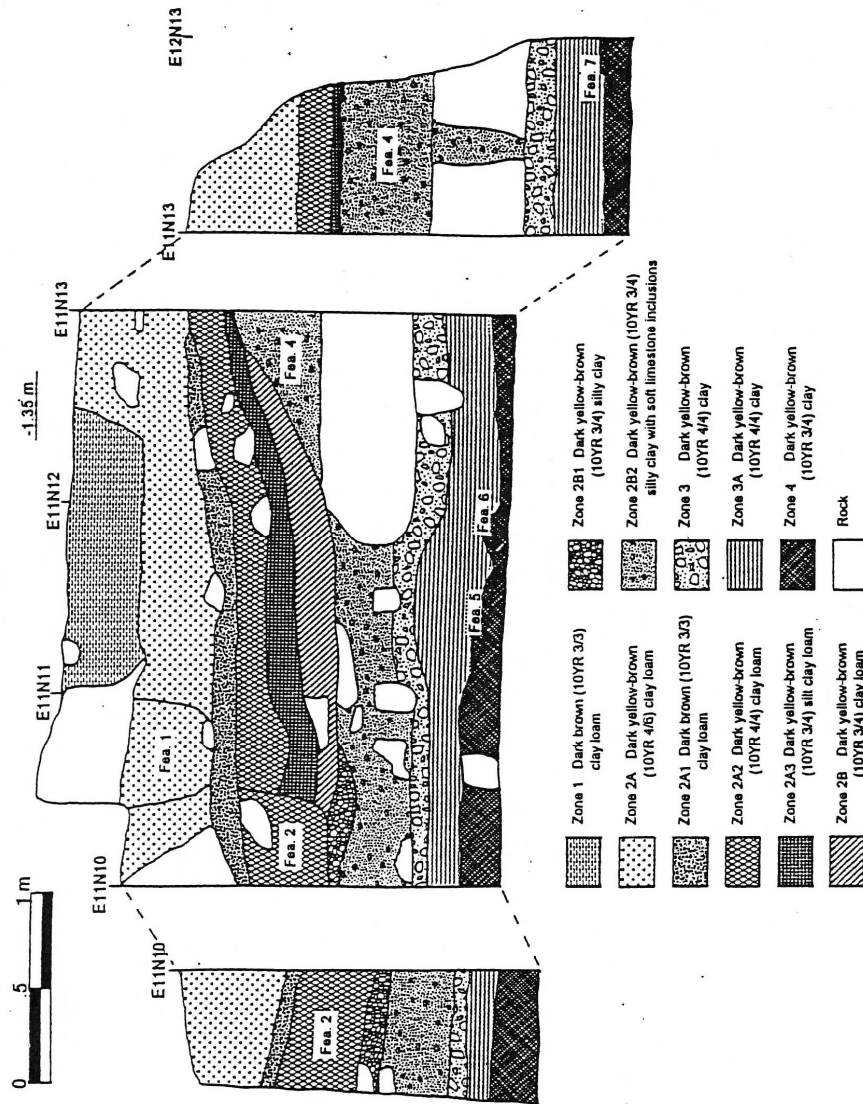 0 .5 1 m
E11N10
E11N10
E11N11
E11N12
-1.35 m
E11N13
E11N13
E12N13
Fea. 1
Fea. 2
Fea. 2
Fea. 4
Fea. 4
Fea. 5
Fea. 6
Fea. 7
Zone 1 Dark brown (10YR 3/3)
clay loam
Zone 2A Dark yellow-brown
(10YR 4/6) clay loam
Zone 2A1 Dark brown (10YR 3/3)
clay loam
Zone 2A2 Dark yellow-brown
(10YR 4/4) clay loam
Zone 2A3 Dark yellow-brown
(10YR 3/4) silt clay loam
Zone 2B Dark yellow-brown
(10YR 3/4) clay loam
Zone 2B1 Dark yellow-brown
(10YR 3/4) silty clay
Zone 2B2 Dark yellow-brown (10YR 3/4)
silty clay with soft limestone inclusions
Zone 3 Dark yellow-brown
(10YR 4/4) clay
Zone 3A Dark yellow-brown
(10YR 4/4) clay
Zone 4 Dark yellow-brown
(10YR 3/4) clay
Rock